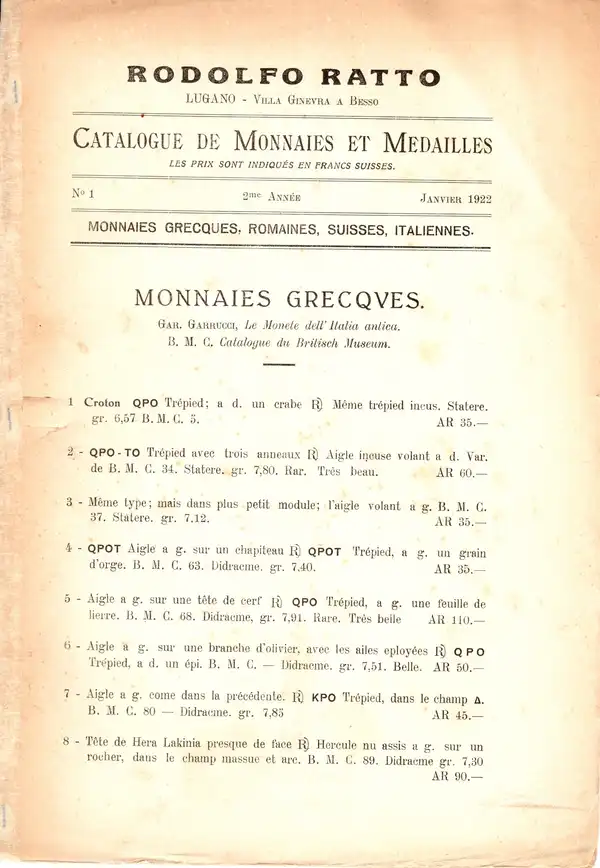 RODOLFO RATTO
LUGANO - VILLA GINEVRA A BESSO
CATALOGUE DE MONNAIES ET MEDAILLES
LES PRIX SONT INDIQUÉS EN FRANCS SUISSES.
Nº 1 2me ANNÉE JANVIER 1922
MONNAIES GRECQUES, ROMAINES, SUISSES, ITALIENNES.
MONNAIES GRECQVES.
GAR. GARRUCCI, Le Monete dell'Italia antica.
B. M. C. Catalogue du Britisch Museum.
1 Croton QPO Trépied; a d. un crabe ℟ Même trépied incus. Statere.
gr. 6,57 B. M. C. 5. AR 35.—
2 - QPO-TO Trépied avec trois anneaux ℟ Aigle incuse volant a d. Var.
de B. M. C. 34. Statere. gr. 7,80. Rar. Très beau. AR 60.—
3 - Même type; mais dans plus petit module; l'aigle volant a g. B. M. C.
37. Statere. gr. 7.12. AR 35.—
4 - QPOT Aigle a g. sur un chapiteau ℟ QPOT Trépied, a g. un grain
d'orge. B. M. C. 63. Didracme. gr. 7,40. AR 35.—
5 - Aigle a g. sur une tête de cerf ℟ QPO Trépied, a g. une feuille de
lierre. B. M. C. 68. Didracme, gr. 7,91. Rare. Très belle AR 110.—
6 - Aigle a g. sur une branche d'olivier, avec les ailes eployées ℟ QPO
Trépied, a d. un épi. B. M. C. — Didracme. gr. 7,51. Belle. AR 50.—
7 - Aigle a g. come dans la précédente. ℟ KPO Trépied, dans le champ Δ.
B. M. C. 80 — Didracme. gr. 7,85 AR 45.—
8 - Tête de Hera Lakinia presque de face ℟ Hercule nu assis a g. sur un
rocher, dans le champ massue et arc. B. M. C. 89. Didracme gr. 7,30
AR 90.—